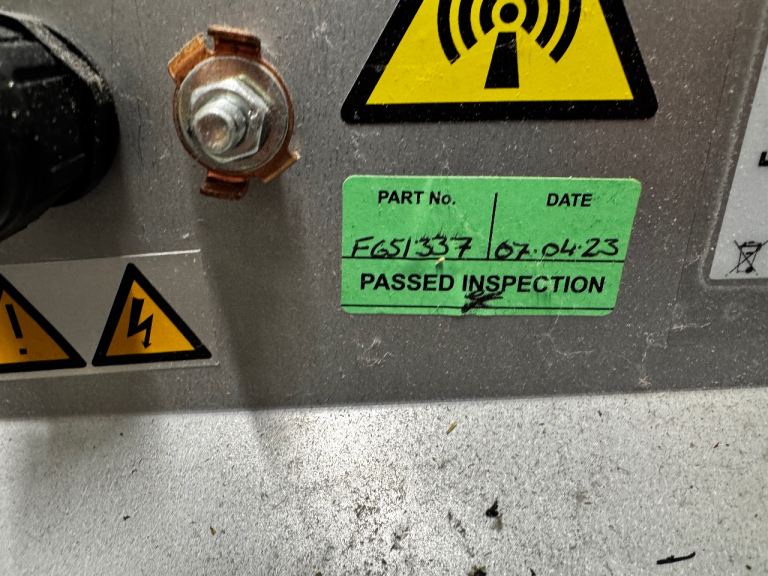 PART No. DATE
FG51337 07.04.23
PASSED INSPECTION